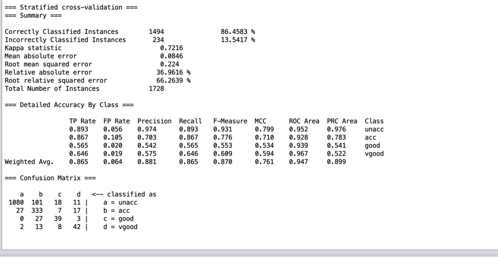 === Stratified cross-validation ===
=== Summary ===
Correctly Classified Instances 1494 86.4583 %
Incorrectly Classified Instances 234 13.5417 %
Kappa statistic 0.7216
Mean absolute error 0.0846
Root mean squared error 0.224
Relative absolute error 36.9616 %
Root relative squared error 66.2639 %
Total Number of Instances 1728
=== Detailed Accuracy By Class ===
TP Rate FP Rate Precision Recall F-Measure MCC ROC Area PRC Area Class
0.893 0.056 0.974 0.893 0.931 0.799 0.952 0.976 unacc
0.867 0.105 0.703 0.867 0.776 0.710 0.928 0.783 acc
0.565 0.020 0.542 0.565 0.553 0.534 0.939 0.541 good
0.646 0.019 0.575 0.646 0.609 0.594 0.967 0.522 vgood
Weighted Avg. 0.865 0.064 0.881 0.865 0.870 0.761 0.947 0.899
=== Confusion Matrix ===
a b c d <-- classified as
1080 101 18 11 | a = unacc
27 333 7 17 | b = acc
0 27 39 3 | c = good
2 13 8 42 | d = vgood